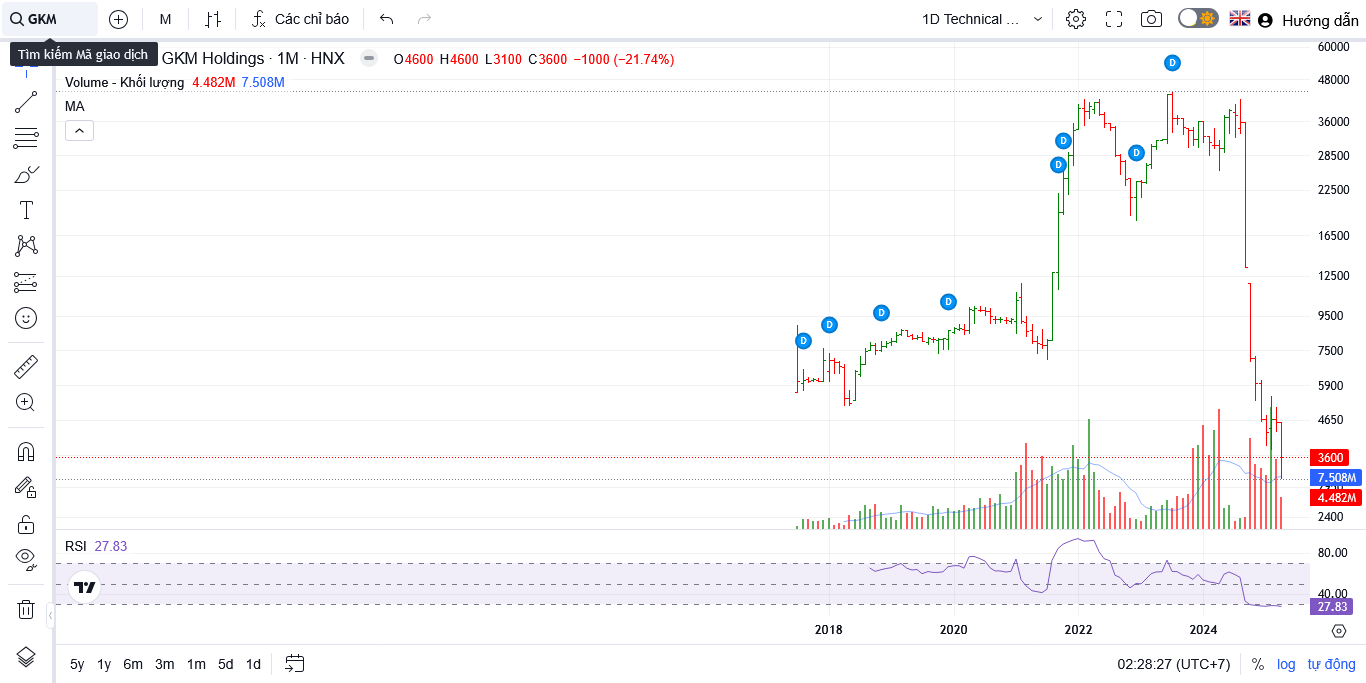 GKM
M
Các chỉ báo
1D Technical ...
Hướng dẫn
Tìm kiếm Mã giao dịch
GKM Holdings · 1M · HNX
O4600 H4600 L3100 C3600 −1000 (−21.74%)
Volume - Khối lượng 4.482M 7.508M
MA
D
D
D
D
D
D
D
D
D
60000
48000
36000
28500
22500
16500
12500
9500
7500
5900
4650
3600
7.508M
4.482M
2400
RSI 27.83
80.00
40.00
27.83
2018
2020
2022
2024
5y 1y 6m 3m 1m 5d 1d
02:28:27 (UTC+7)
% log tự động